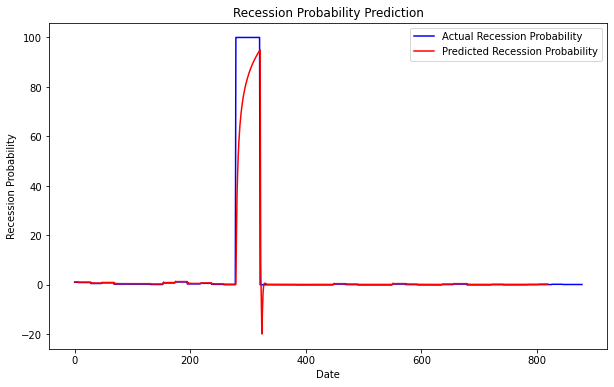 Recession Probability Prediction
Actual Recession Probability
Predicted Recession Probability
Recession Probability
100
80
60
40
20
0
−20
0 200 400 600 800
Date